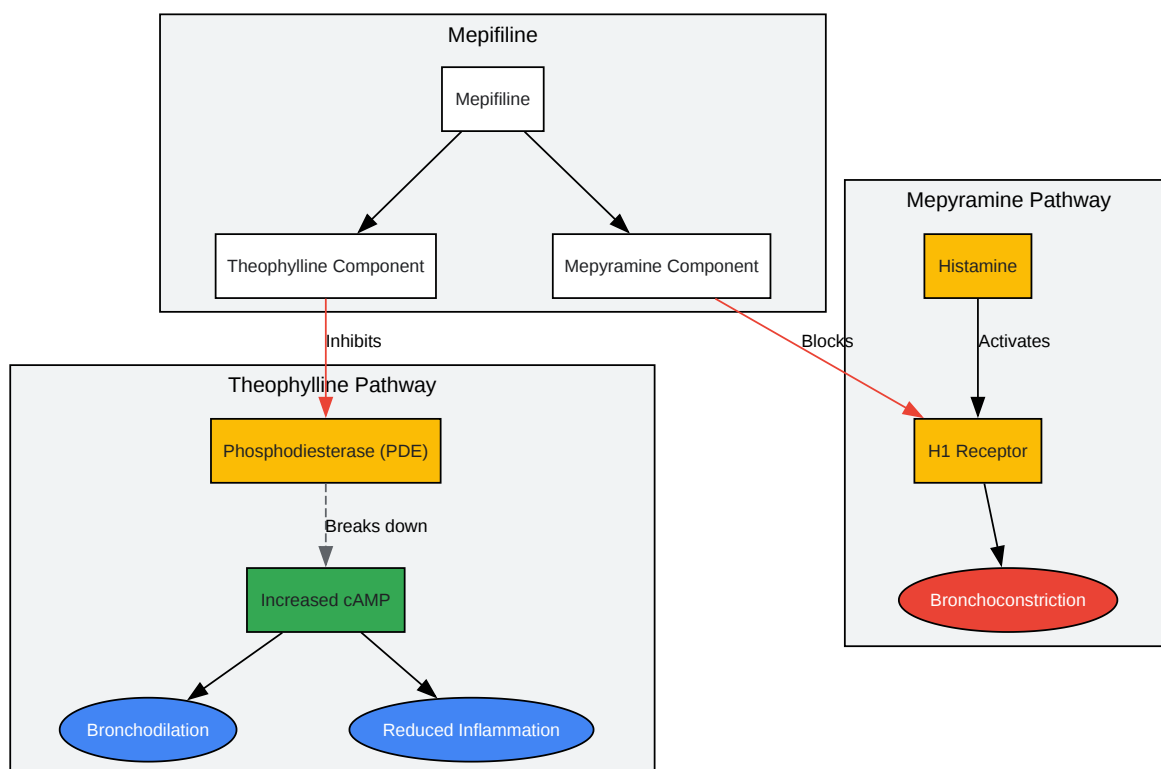 Mepifiline
Mepifiline
Mepyramine Pathway
Theophylline Component
Mepyramine Component
Histamine
Inhibits
Blocks
Activates
Theophylline Pathway
Phosphodiesterase (PDE)
H1 Receptor
Breaks down
Increased cAMP
Bronchoconstriction
Bronchodilation
Reduced Inflammation